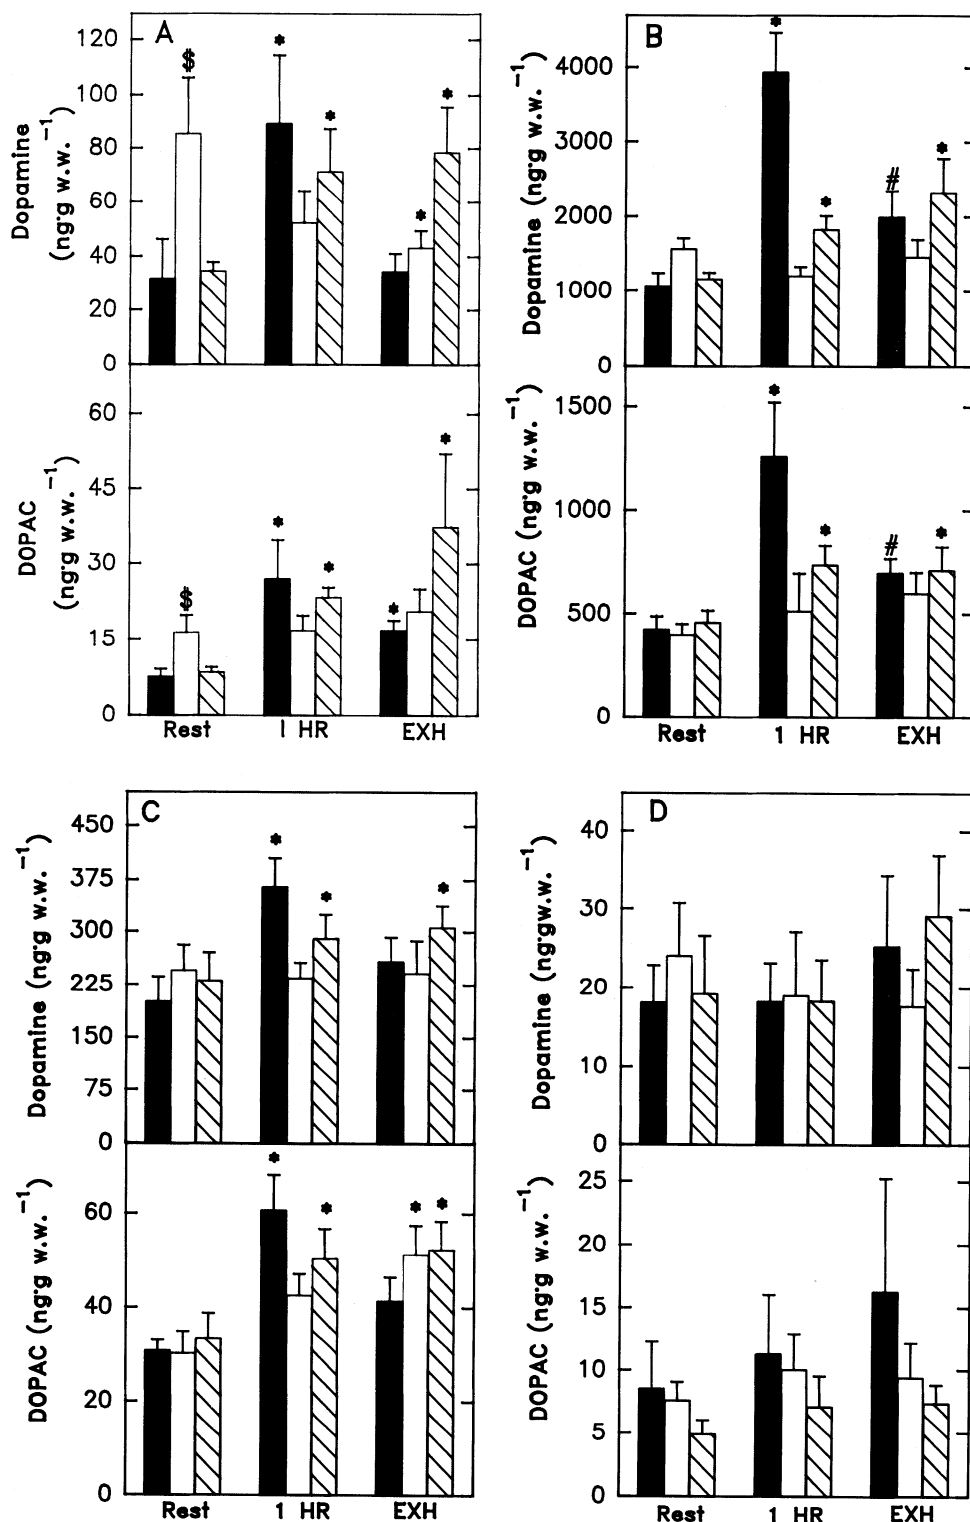 A
Dopamine
(ng·g w.w.⁻¹)
120
100
80
60
40
20
0
$
*
*
*
*
DOPAC
(ng·g w.w.⁻¹)
60
45
30
15
0
$
*
*
*
*
Rest
1 HR
EXH
B
Dopamine (ng·g w.w.⁻¹)
4000
3000
2000
1000
0
*
*
#
*
DOPAC (ng·g w.w.⁻¹)
1500
1000
500
0
*
*
#
*
Rest
1 HR
EXH
C
Dopamine (ng·g w.w.⁻¹)
450
375
300
225
150
75
0
*
*
*
DOPAC (ng·g w.w.⁻¹)
60
40
20
0
*
*
*
*
Rest
1 HR
EXH
D
Dopamine (ng·gw.w.⁻¹)
40
30
20
10
0
DOPAC (ng·g w.w.⁻¹)
25
20
15
10
5
0
Rest
1 HR
EXH